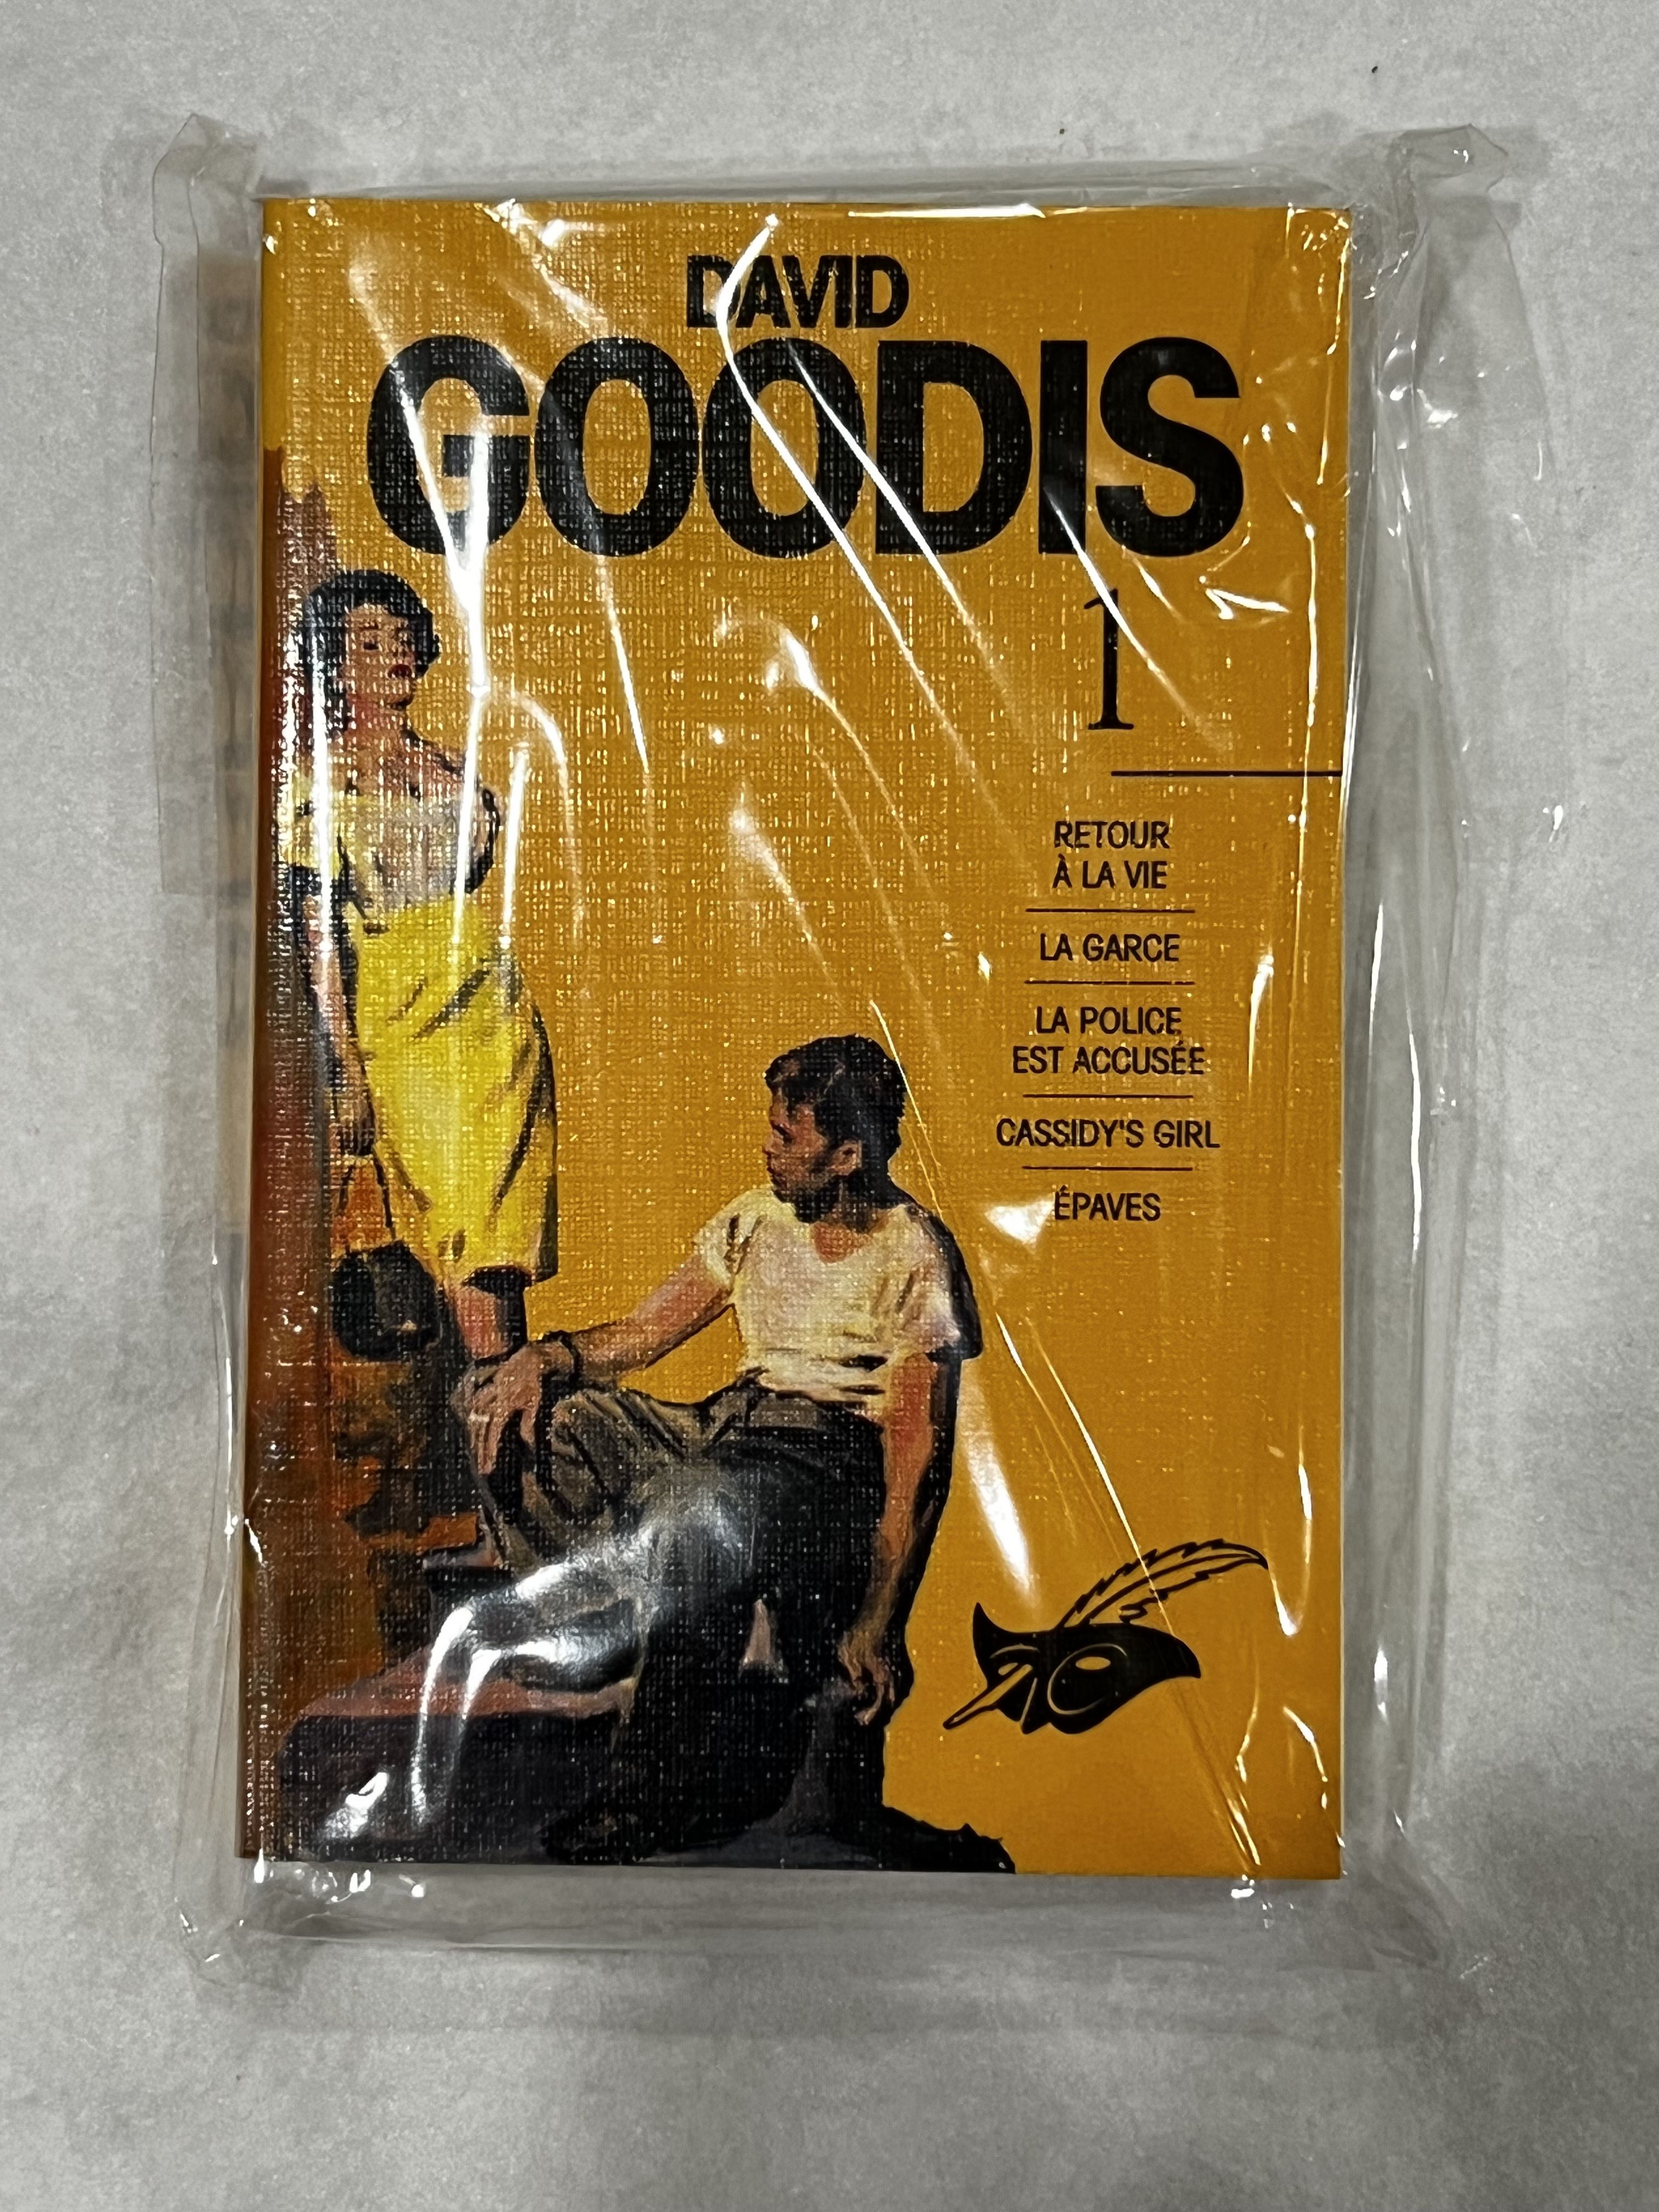 DAVID
GOODIS
1
RETOUR
À LA VIE
LA GARCE
LA POLICE
EST ACCUSÉE
CASSIDY'S GIRL
ÉPAVES